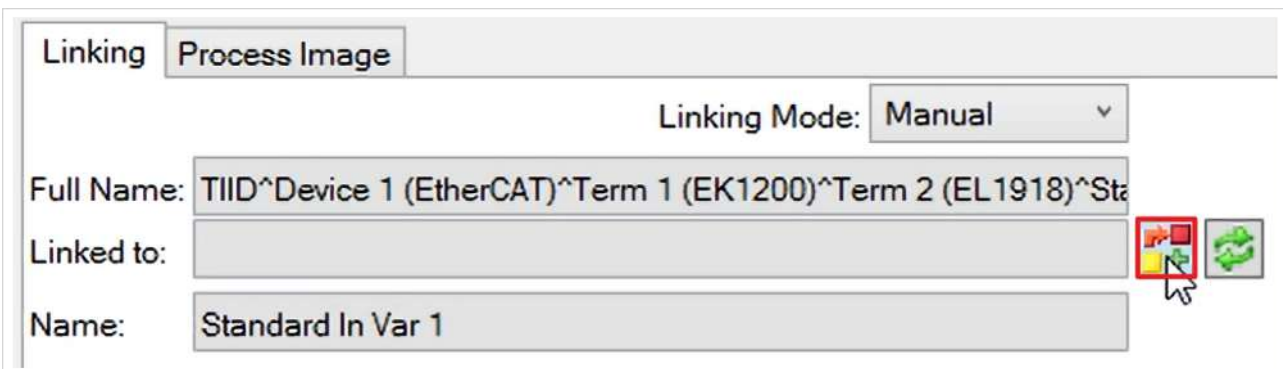 Linking Process Image
Linking Mode: Manual
Full Name: TIID^Device 1 (EtherCAT)^Term 1 (EK1200)^Term 2 (EL1918)^Sta
Linked to:
Name: Standard In Var 1